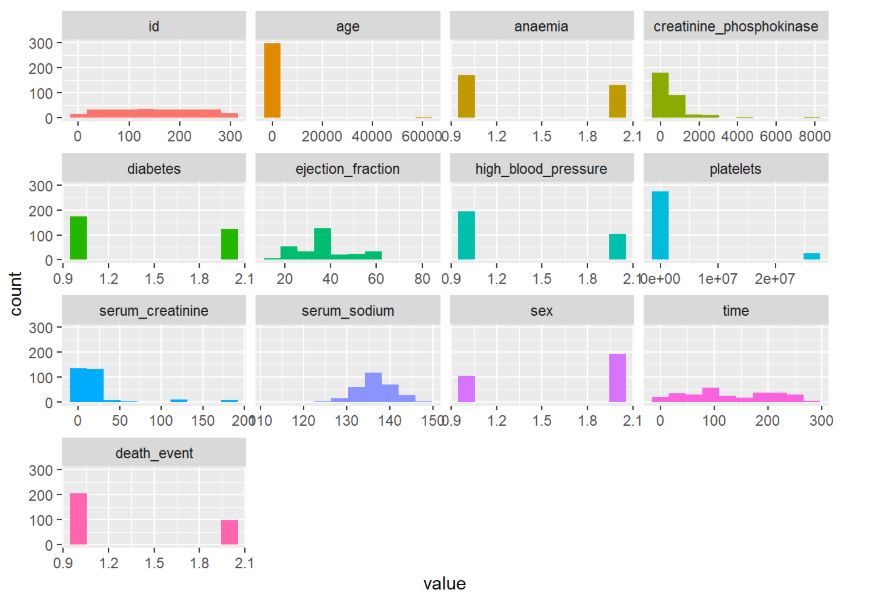 id age anaemia creatinine_phosphokinase
300
200
100
0
0 100 200 300 0 20000 40000 60000 0.9 1.2 1.5 1.8 2.1 0 2000 4000 6000 8000
diabetes ejection_fraction high_blood_pressure platelets
300
200
100
0
0.9 1.2 1.5 1.8 2.1 20 40 60 80 0.9 1.2 1.5 1.8 2.1 0e+00 1e+07 2e+07
count
serum_creatinine serum_sodium sex time
300
200
100
0
0 50 100 150 200 110 120 130 140 150 0.9 1.2 1.5 1.8 2.1 0 100 200 300
death_event
300
200
100
0
0.9 1.2 1.5 1.8 2.1
value